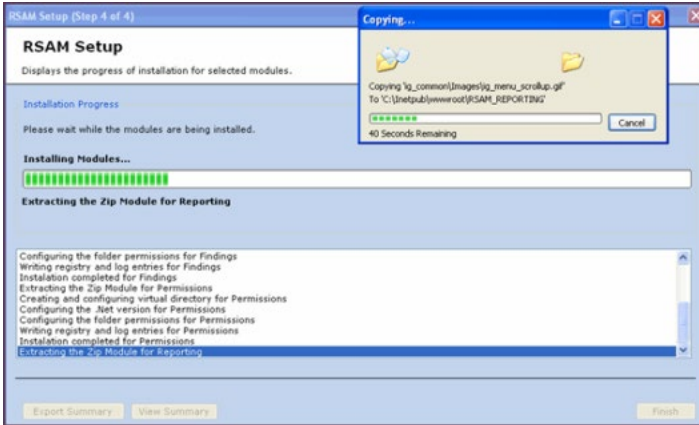 RSAM Setup (Step 4 of 4)
Copying...
RSAM Setup
Displays the progress of installation for selected modules.
Copying 'ig_common\Images\ig_menu_scrollup.gif'
To 'C:\Inetpub\wwwroot\RSAM_REPORTING'
Cancel
40 Seconds Remaining
Installation Progress
Please wait while the modules are being installed.
Installing Modules...
Extracting the Zip Module for Reporting
Configuring the folder permissions for Findings
Writing registry and log entries for Findings
Instalation completed for Findings
Extracting the Zip Module for Permissions
Creating and configuring virtual directory for Permissions
Configuring the .Net version for Permissions
Configuring the folder permissions for Permissions
Writing registry and log entries for Permissions
Instalation completed for Permissions
Extracting the Zip Module for Reporting
Export Summary
View Summary
Finish